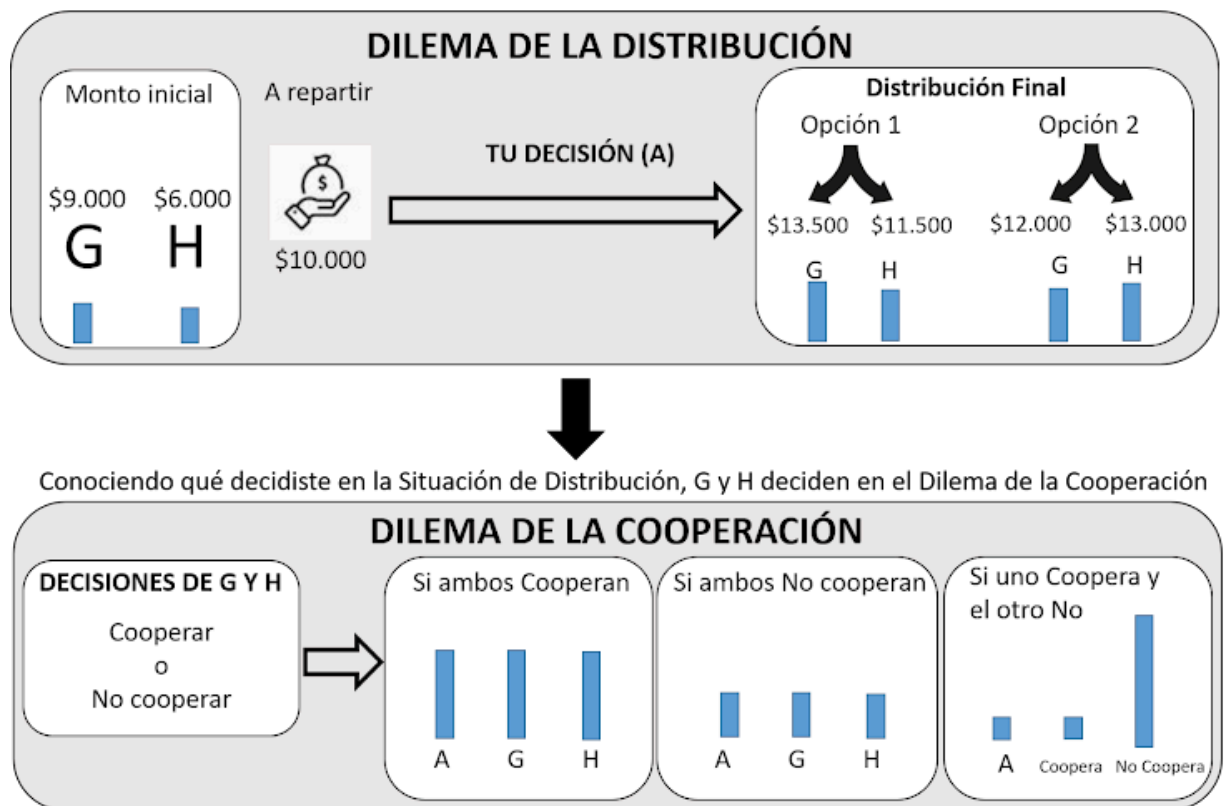 DILEMA DE LA DISTRIBUCIÓN
Monto inicial
$9.000 $6.000
G H
A repartir
$
$10.000
TU DECISIÓN (A)
Distribución Final
Opción 1 Opción 2
$13.500 $11.500 $12.000 $13.000
G H G H
Conociendo qué decidiste en la Situación de Distribución, G y H deciden en el Dilema de la Cooperación
DILEMA DE LA COOPERACIÓN
DECISIONES DE G Y H
Cooperar
o
No cooperar
Si ambos Cooperan
A G H
Si ambos No cooperan
A G H
Si uno Coopera y
el otro No
A Coopera No Coopera